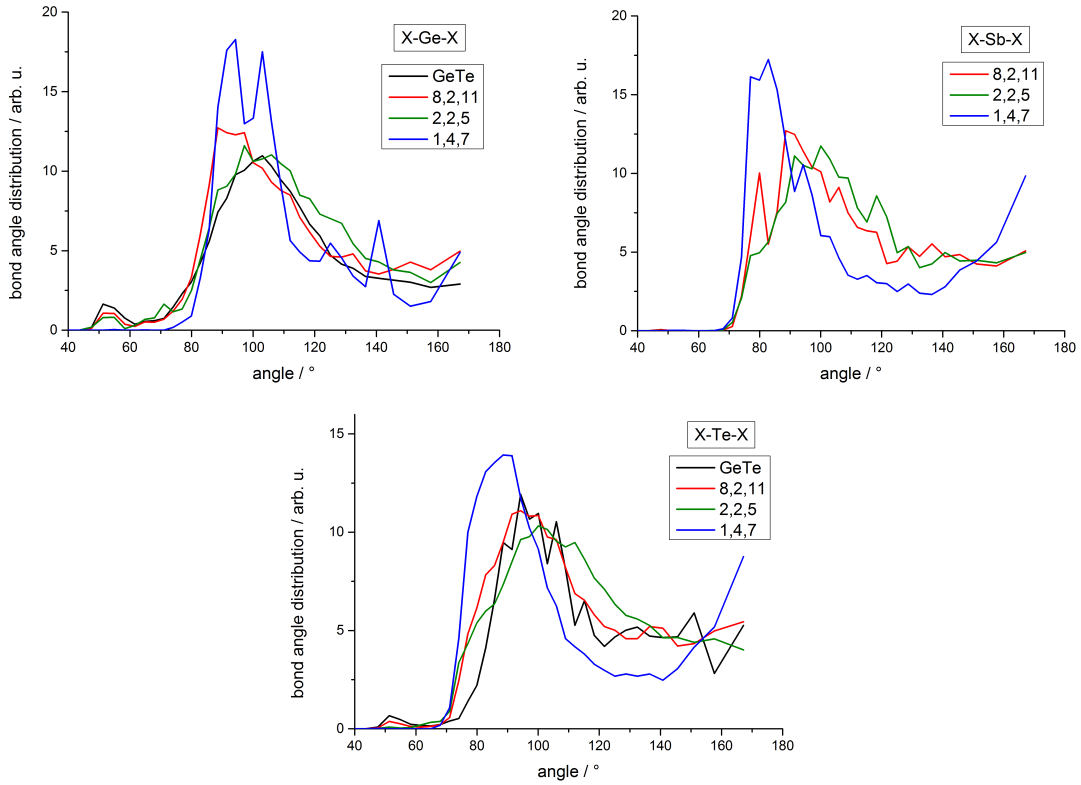 X-Ge-X
GeTe
8,2,11
2,2,5
1,4,7
bond angle distribution / arb. u.
20
15
10
5
0
40 60 80 100 120 140 160 180
angle / °
X-Sb-X
8,2,11
2,2,5
1,4,7
bond angle distribution / arb. u.
20
15
10
5
0
40 60 80 100 120 140 160 180
angle / °
X-Te-X
GeTe
8,2,11
2,2,5
1,4,7
bond angle distribution / arb. u.
15
10
5
0
40 60 80 100 120 140 160 180
angle / °